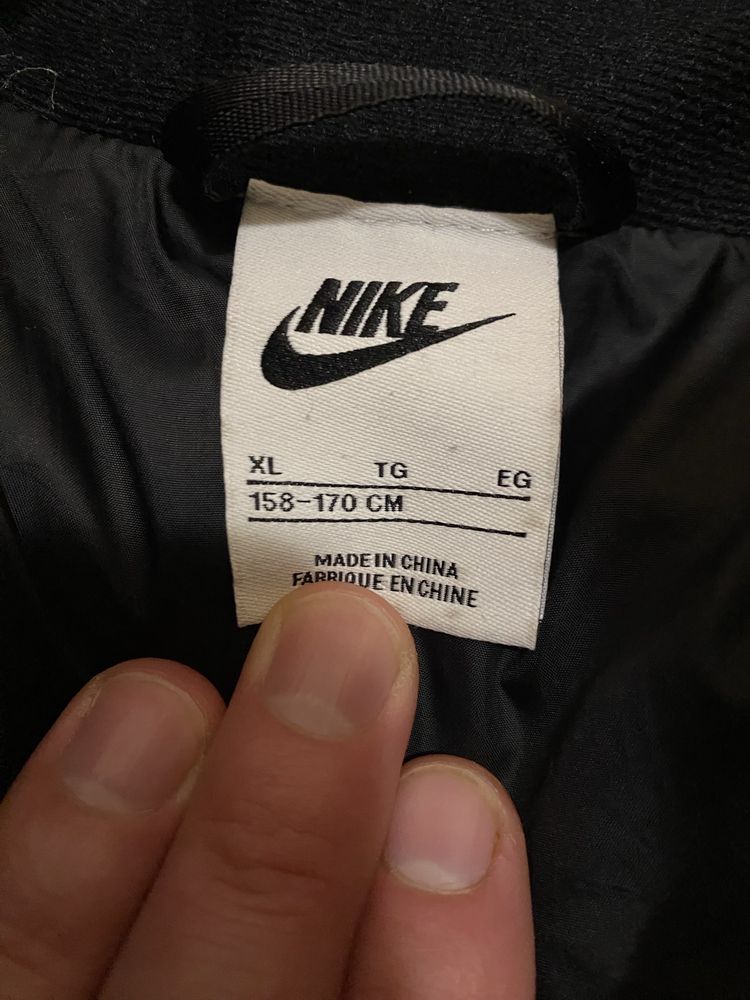 NIKE
XL TG EG
158-170 CM
MADE IN CHINA
FABRIQUE EN CHINE